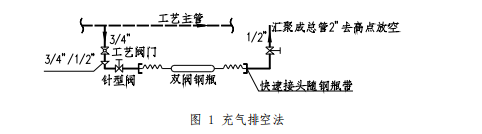 工艺主管
3/4"
1/2"
汇聚成总管2"去高点放空
工艺阀门
3/4"/1/2"
针型阀
双阀钢瓶
快速接头随钢瓶带
图 1 充气排空法